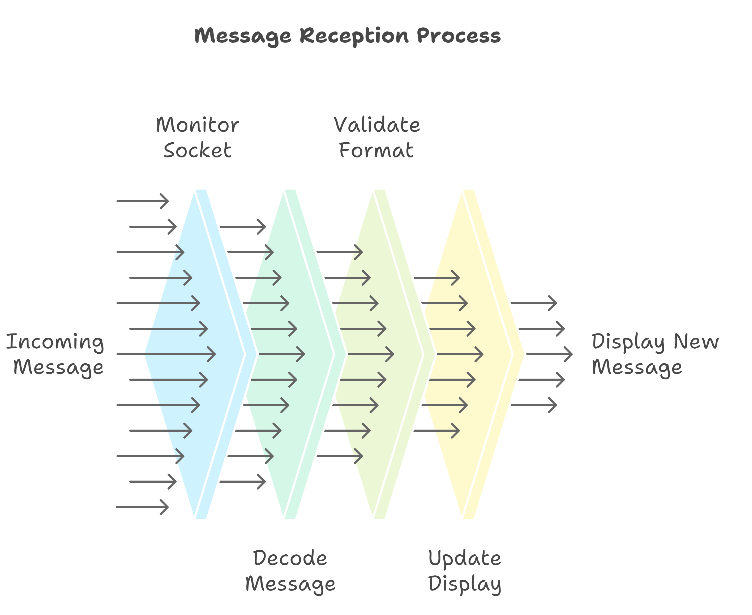 Message Reception Process
Monitor
Socket
Validate
Format
Incoming
Message
Display New
Message
Decode
Message
Update
Display